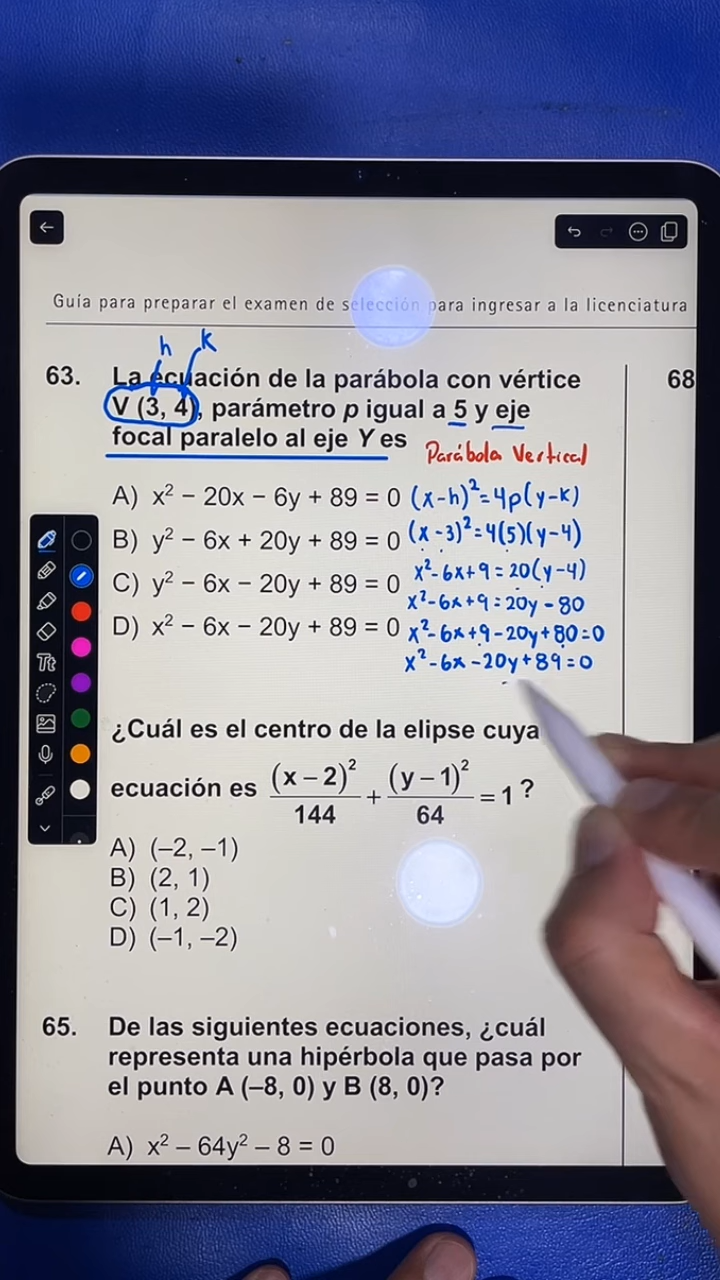 Guía para preparar el examen de selección para ingresar a la licenciatura
h k
63. La ecuación de la parábola con vértice
V (3, 4), parámetro p igual a 5 y eje
focal paralelo al eje Y es
Parábola Vertical
A) x² − 20x − 6y + 89 = 0
B) y² − 6x + 20y + 89 = 0
C) y² − 6x − 20y + 89 = 0
D) x² − 6x − 20y + 89 = 0
(x-h)²=4p(y-k)
(x-3)²=4(5)(y-4)
x²-6x+9=20(y-4)
x²-6x+9=20y-80
x²-6x+9-20y+80=0
x²-6x-20y+89=0
68
Tt
¿Cuál es el centro de la elipse cuya
ecuación es (x − 2)²/144 + (y − 1)²/64 = 1 ?
A) (−2, −1)
B) (2, 1)
C) (1, 2)
D) (−1, −2)
65. De las siguientes ecuaciones, ¿cuál
representa una hipérbola que pasa por
el punto A (−8, 0) y B (8, 0)?
A) x² − 64y² − 8 = 0